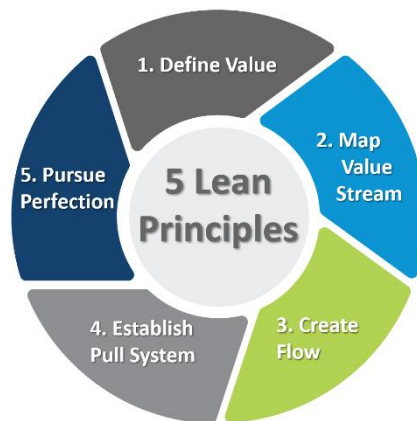 5 Lean
Principles
1. Define Value
2. Map
Value
Stream
3. Create
Flow
4. Establish
Pull System
5. Pursue
Perfection